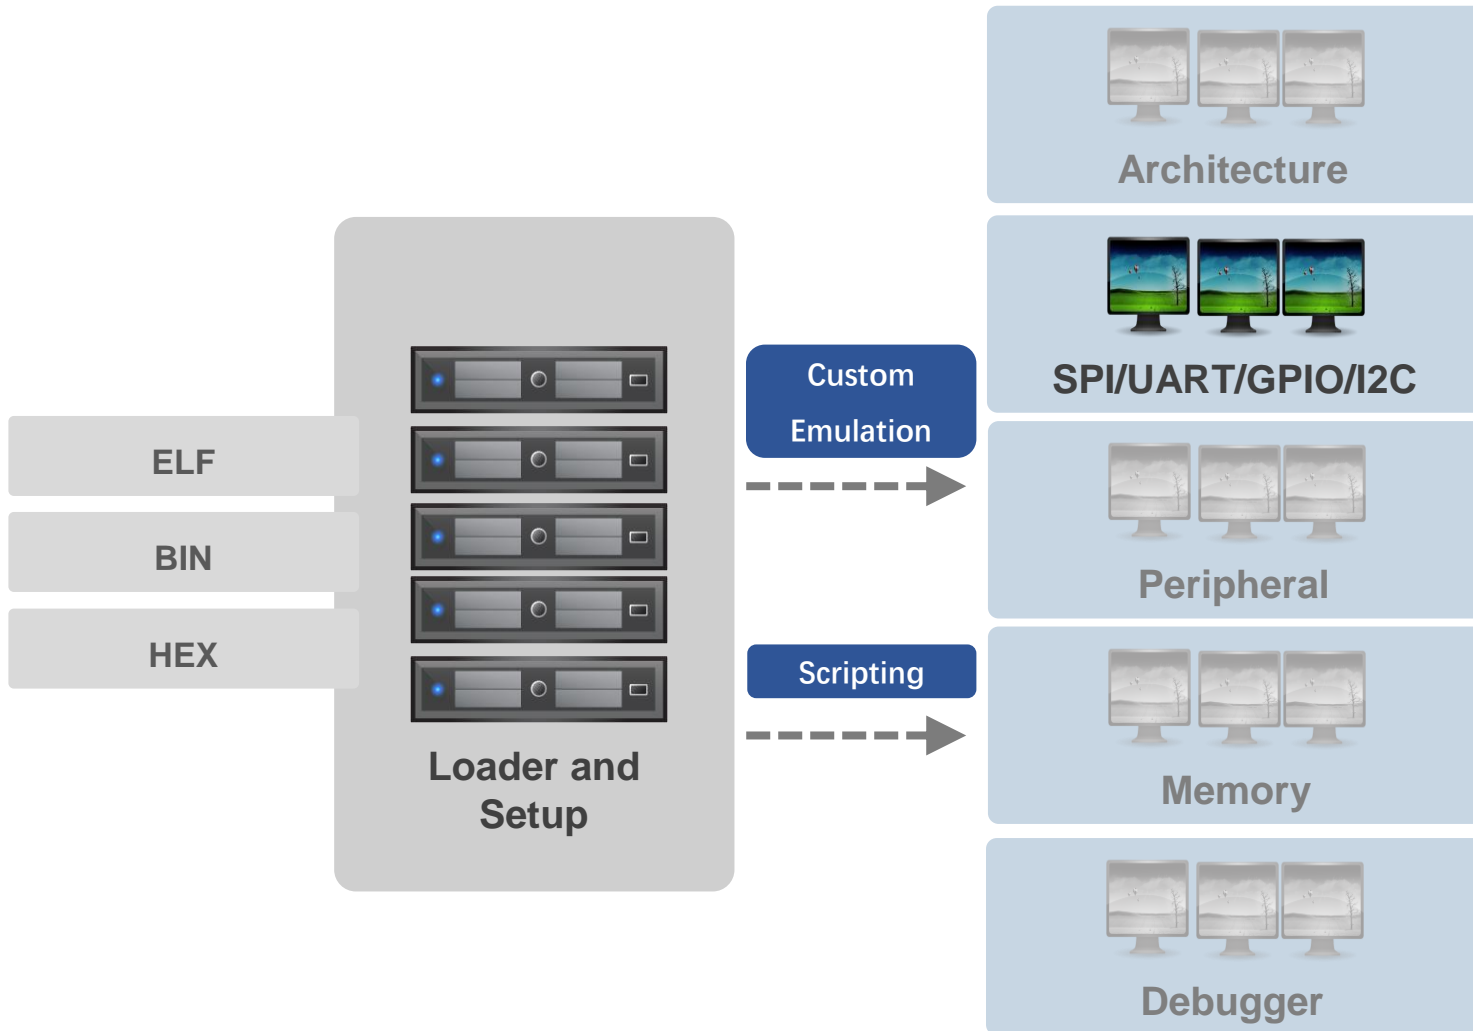 ELF
BIN
HEX
Loader and
Setup
Custom
Emulation
Scripting
Architecture
SPI/UART/GPIO/I2C
Peripheral
Memory
Debugger